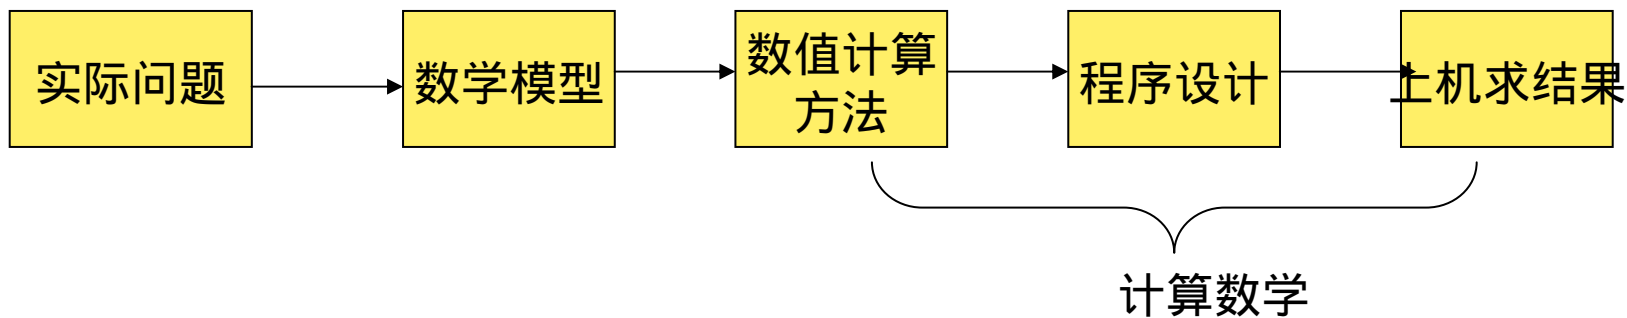 实际问题
数学模型
数值计算
方法
程序设计
上机求结果
计算数学